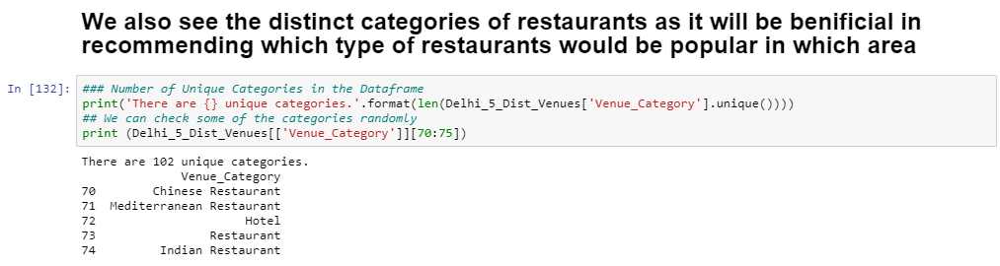 We also see the distinct categories of restaurants as it will be benificial in
recommending which type of restaurants would be popular in which area
In [132]: ### Number of Unique Categories in the Dataframe
print('There are {} unique categories.'.format(len(Delhi_5_Dist_Venues['Venue_Category'].unique())))
## We can check some of the categories randomly
print (Delhi_5_Dist_Venues[['Venue_Category']][70:75])
There are 102 unique categories.
Venue_Category
70 Chinese Restaurant
71 Mediterranean Restaurant
72 Hotel
73 Restaurant
74 Indian Restaurant